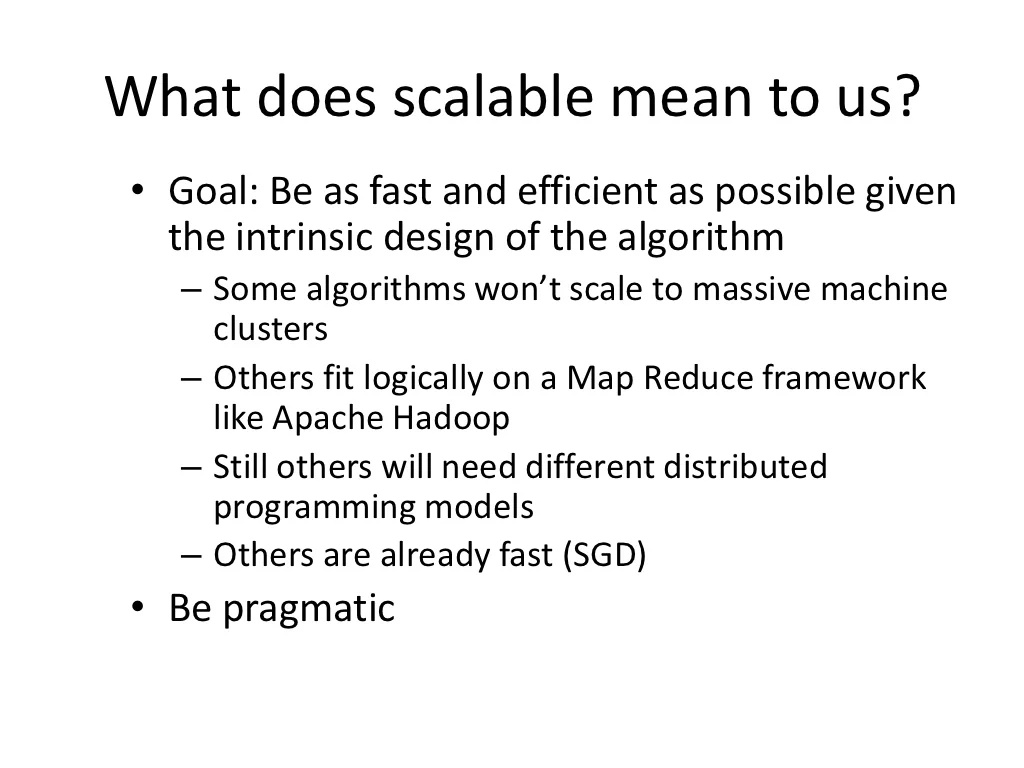 What does scalable mean to us?
• Goal: Be as fast and efficient as possible given
the intrinsic design of the algorithm
– Some algorithms won’t scale to massive machine
clusters
– Others fit logically on a Map Reduce framework
like Apache Hadoop
– Still others will need different distributed
programming models
– Others are already fast (SGD)
• Be pragmatic